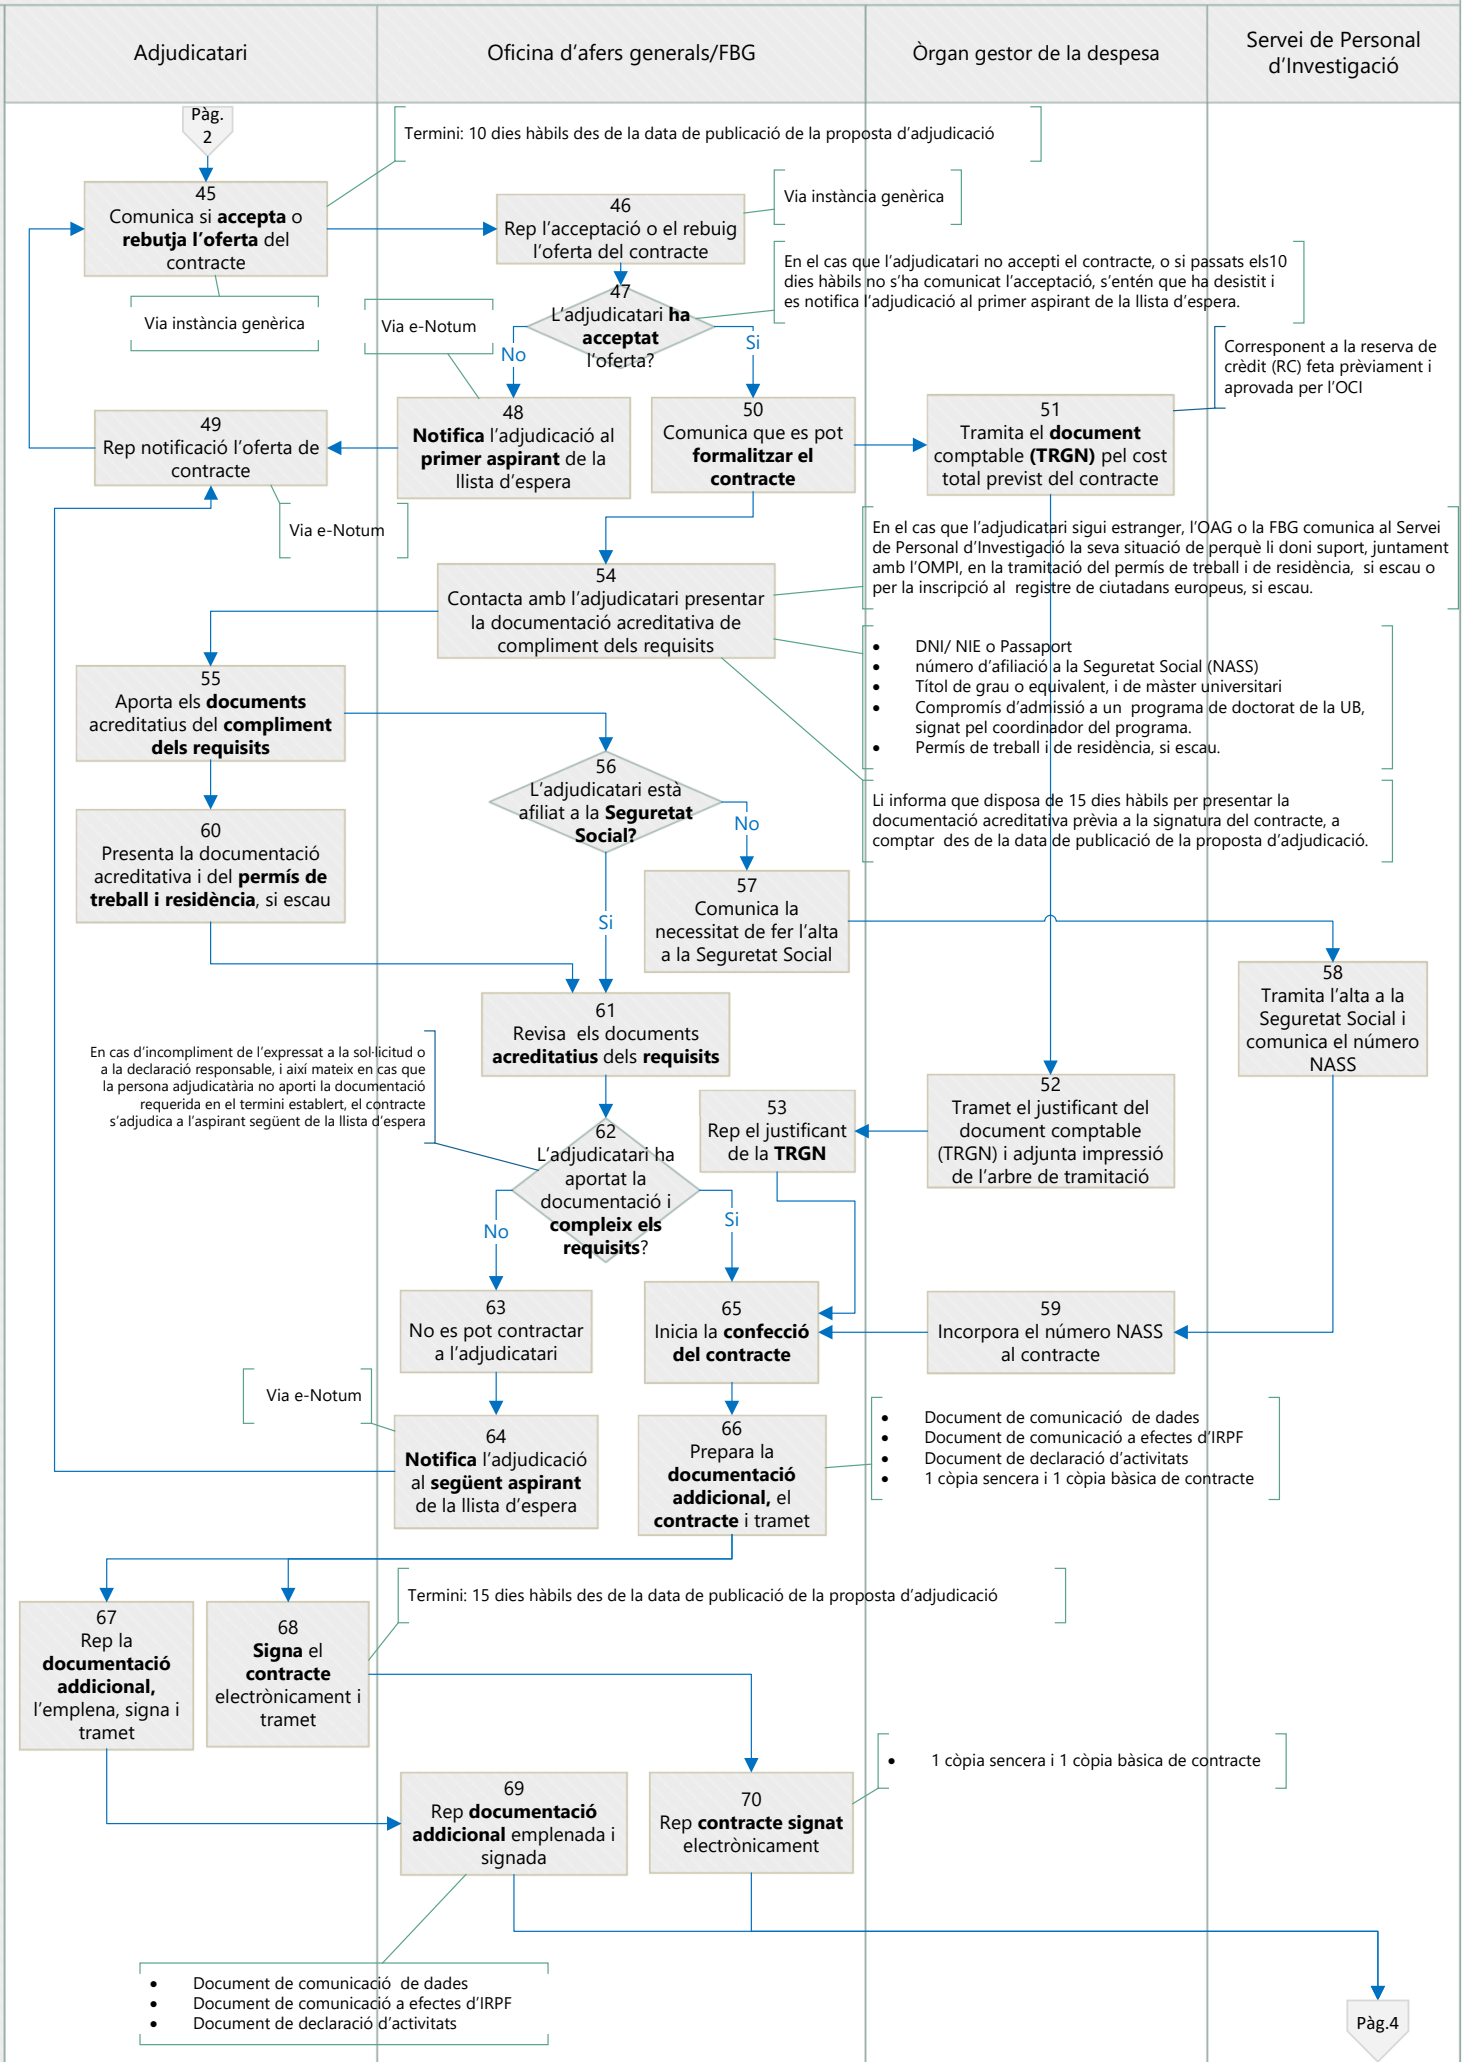 Adjudicatari
Oficina d'afers generals/FBG
Òrgan gestor de la despesa
Servei de Personal
d'Investigació
Pàg.
2
Termini: 10 dies hàbils des de la data de publicació de la proposta d'adjudicació
45
Comunica si accepta o
rebutja l'oferta del
contracte
Via instància genèrica
46
Rep l'acceptació o el rebuig
l'oferta del contracte
Via instància genèrica
En el cas que l'adjudicatari no accepti el contracte, o si passats els10
dies hàbils no s'ha comunicat l'acceptació, s'entén que ha desistit i
es notifica l'adjudicació al primer aspirant de la llista d'espera.
47
L'adjudicatari ha
acceptat
l'oferta?
No
Si
Via e-Notum
Corresponent a la reserva de
crèdit (RC) feta prèviament i
aprovada per l'OCI
49
Rep notificació l'oferta de
contracte
48
Notifica l'adjudicació al
primer aspirant de la
llista d'espera
50
Comunica que es pot
formalitzar el
contracte
51
Tramita el document
comptable (TRGN) pel cost
total previst del contracte
Via e-Notum
En el cas que l'adjudicatari sigui estranger, l'OAG o la FBG comunica al Servei
de Personal d'Investigació la seva situació de perquè li doni suport, juntament
amb l'OMPI, en la tramitació del permís de treball i de residència, si escau o
per la inscripció al registre de ciutadans europeus, si escau.
54
Contacta amb l'adjudicatari presentar
la documentació acreditativa de
compliment dels requisits
• DNI/ NIE o Passaport
• número d'afiliació a la Seguretat Social (NASS)
• Títol de grau o equivalent, i de màster universitari
• Compromís d'admissió a un programa de doctorat de la UB,
signat pel coordinador del programa.
• Permís de treball i de residència, si escau.
55
Aporta els documents
acreditatius del compliment
dels requisits
56
L'adjudicatari està
afiliat a la Seguretat
Social?
No
Si
Li informa que disposa de 15 dies hàbils per presentar la
documentació acreditativa prèvia a la signatura del contracte, a
comptar des de la data de publicació de la proposta d'adjudicació.
60
Presenta la documentació
acreditativa i del permís de
treball i residència, si escau
57
Comunica la
necessitat de fer l'alta
a la Seguretat Social
58
Tramita l'alta a la
Seguretat Social i
comunica el número
NASS
61
Revisa els documents
acreditatius dels requisits
En cas d'incompliment de l'expressat a la sol·licitud o
a la declaració responsable, i així mateix en cas que
la persona adjudicatària no aporti la documentació
requerida en el termini establert, el contracte
s'adjudica a l'aspirant següent de la llista d'espera
53
Rep el justificant
de la TRGN
52
Tramet el justificant del
document comptable
(TRGN) i adjunta impressió
de l'arbre de tramitació
62
L'adjudicatari ha
aportat la
documentació i
compleix els
requisits?
No
Si
63
No es pot contractar
a l'adjudicatari
65
Inicia la confecció
del contracte
59
Incorpora el número NASS
al contracte
Via e-Notum
64
Notifica l'adjudicació
al següent aspirant
de la llista d'espera
66
Prepara la
documentació
addicional, el
contracte i tramet
• Document de comunicació de dades
• Document de comunicació a efectes d'IRPF
• Document de declaració d'activitats
• 1 còpia sencera i 1 còpia bàsica de contracte
Termini: 15 dies hàbils des de la data de publicació de la proposta d'adjudicació
67
Rep la
documentació
addicional,
l'emplena, signa i
tramet
68
Signa el
contracte
electrònicament i
tramet
69
Rep documentació
addicional emplenada i
signada
70
Rep contracte signat
electrònicament
• 1 còpia sencera i 1 còpia bàsica de contracte
• Document de comunicació de dades
• Document de comunicació a efectes d'IRPF
• Document de declaració d'activitats
Pàg.4